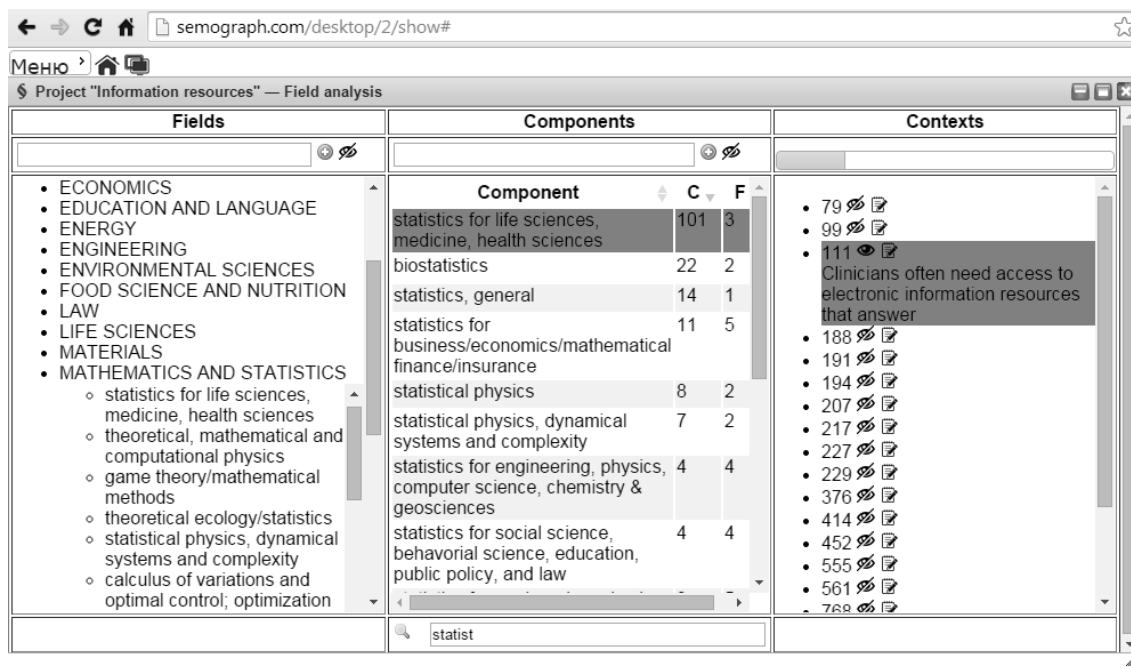 semograph.com/desktop/2/show#
Меню
§ Project "Information resources" — Field analysis
Fields
Components
Contexts
ECONOMICS
EDUCATION AND LANGUAGE
ENERGY
ENGINEERING
ENVIRONMENTAL SCIENCES
FOOD SCIENCE AND NUTRITION
LAW
LIFE SCIENCES
MATERIALS
MATHEMATICS AND STATISTICS
statistics for life sciences,
medicine, health sciences
theoretical, mathematical and
computational physics
game theory/mathematical
methods
theoretical ecology/statistics
statistical physics, dynamical
systems and complexity
calculus of variations and
optimal control; optimization
Component C F
statistics for life sciences, 101 3
medicine, health sciences
biostatistics 22 2
statistics, general 14 1
statistics for 11 5
business/economics/mathematical
finance/insurance
statistical physics 8 2
statistical physics, dynamical 7 2
systems and complexity
statistics for engineering, physics, 4 4
computer science, chemistry &
geosciences
statistics for social science, 4 4
behavorial science, education,
public policy, and law
statist
79
99
111
Clinicians often need access to
electronic information resources
that answer
188
191
194
207
217
227
229
376
414
452
555
561
768